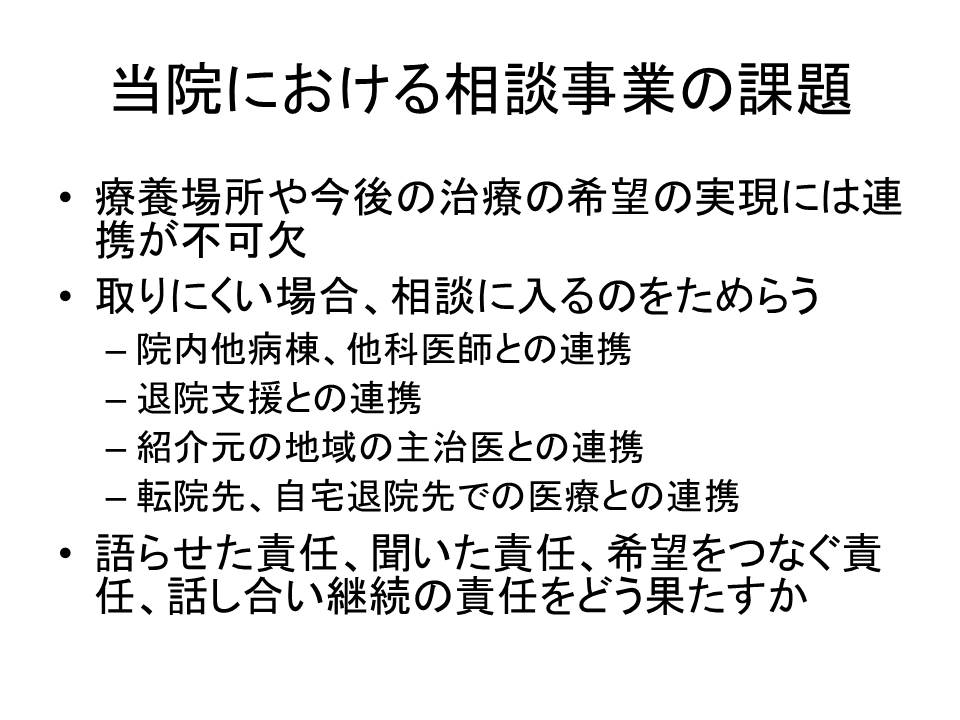 当院における相談事業の課題
• 療養場所や今後の治療の希望の実現には連
携が不可欠
• 取りにくい場合、相談に入るのをためらう
– 院内他病棟、他科医師との連携
– 退院支援との連携
– 紹介元の地域の主治医との連携
– 転院先、自宅退院先での医療との連携
• 語らせた責任、聞いた責任、希望をつなぐ責
任、話し合い継続の責任をどう果たすか